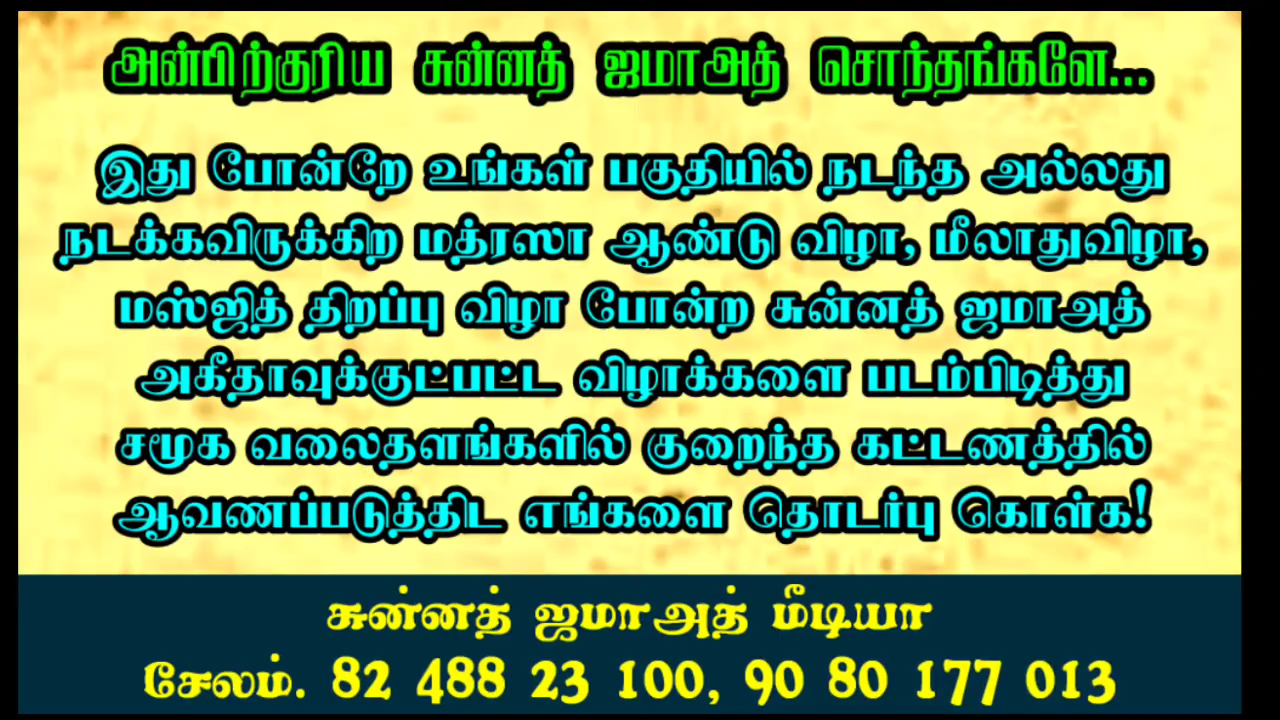 அன்பிற்குரிய சுன்னத் ஜமாஅத் சொந்தங்களே...
இது போன்றே உங்கள் பகுதியில் நடந்த அல்லது
நடக்கவிருக்கிற மத்ரஸா ஆண்டு விழா, மீலாதுவிழா,
மஸ்ஜித் திறப்பு விழா போன்ற சுன்னத் ஜமாஅத்
அகீதாவுக்குட்பட்ட விழாக்களை படம்பிடித்து
சமூக வலைதளங்களில் குறைந்த கட்டணத்தில்
ஆவணப்படுத்திட எங்களை தொடர்பு கொள்க!
சுன்னத் ஜமாஅத் மீடியா
சேலம். 82 488 23 100, 90 80 177 013